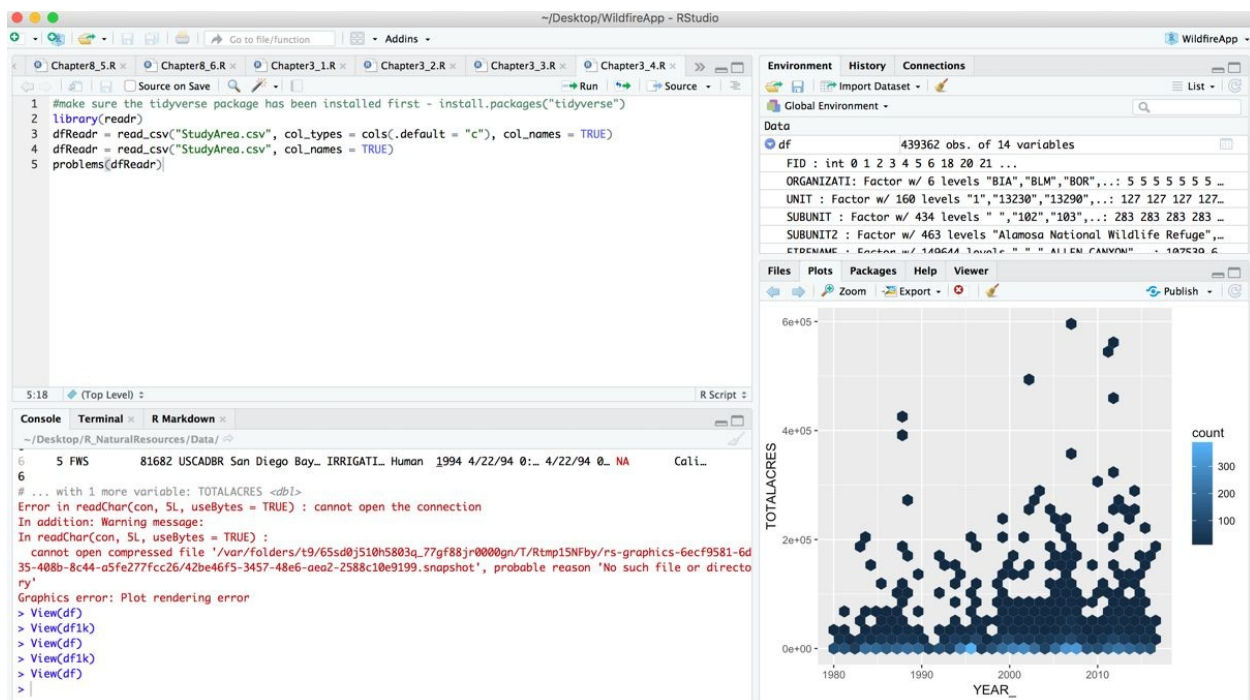 ~/Desktop/WildfireApp - RStudio
Go to file/function Addins WildfireApp
Chapter8_5.R Chapter8_6.R Chapter3_1.R Chapter3_2.R Chapter3_3.R Chapter3_4.R
Source on Save Run Source
1 #make sure the tidyverse package has been installed first - install.packages("tidyverse")
2 library(readr)
3 dfReadr = read_csv("StudyArea.csv", col_types = cols(.default = "c"), col_names = TRUE)
4 dfReadr = read_csv("StudyArea.csv", col_names = TRUE)
5 problems(dfReadr)
5:18 (Top Level) R Script
Console Terminal R Markdown
~/Desktop/R_NaturalResources/Data/
6 5 FWS 81682 USCADBR San Diego Bay… IRRIGATI… Human 1994 4/22/94 0:… 4/22/94 0… NA Cali…
6
# ... with 1 more variable: TOTALACRES <dbl>
Error in readChar(con, 5L, useBytes = TRUE) : cannot open the connection
In addition: Warning message:
In readChar(con, 5L, useBytes = TRUE) :
cannot open compressed file '/var/folders/t9/65sd0j510h5803q_77gf88jr0000gn/T/Rtmp15NFby/rs-graphics-6ecf9581-6d
35-408b-8c44-a5fe277fcc26/42be46f5-3457-48e6-aea2-2588c10e9199.snapshot', probable reason 'No such file or directo
ry'
Graphics error: Plot rendering error
> View(df)
> View(df1k)
> View(df)
> View(df1k)
> View(df)
>
Environment History Connections
Import Dataset List
Global Environment
Data
df 439362 obs. of 14 variables
FID : int 0 1 2 3 4 5 6 18 20 21 ...
ORGANIZATI: Factor w/ 6 levels "BIA","BLM","BOR",..: 5 5 5 5 5 5 5 …
UNIT : Factor w/ 160 levels "1","13230","13290",..: 127 127 127 127…
SUBUNIT : Factor w/ 434 levels " ","102","103",..: 283 283 283 283 …
SUBUNIT2 : Factor w/ 463 levels "Alamosa National Wildlife Refuge",…
FIRENAME : Factor w/ 149644 levels " "," ALLEN CANYON",..: 107539 6
Files Plots Packages Help Viewer
Zoom Export Publish
6e+05
4e+05
2e+05
0e+00
TOTALACRES
1980 1990 2000 2010
YEAR_
count
300
200
100